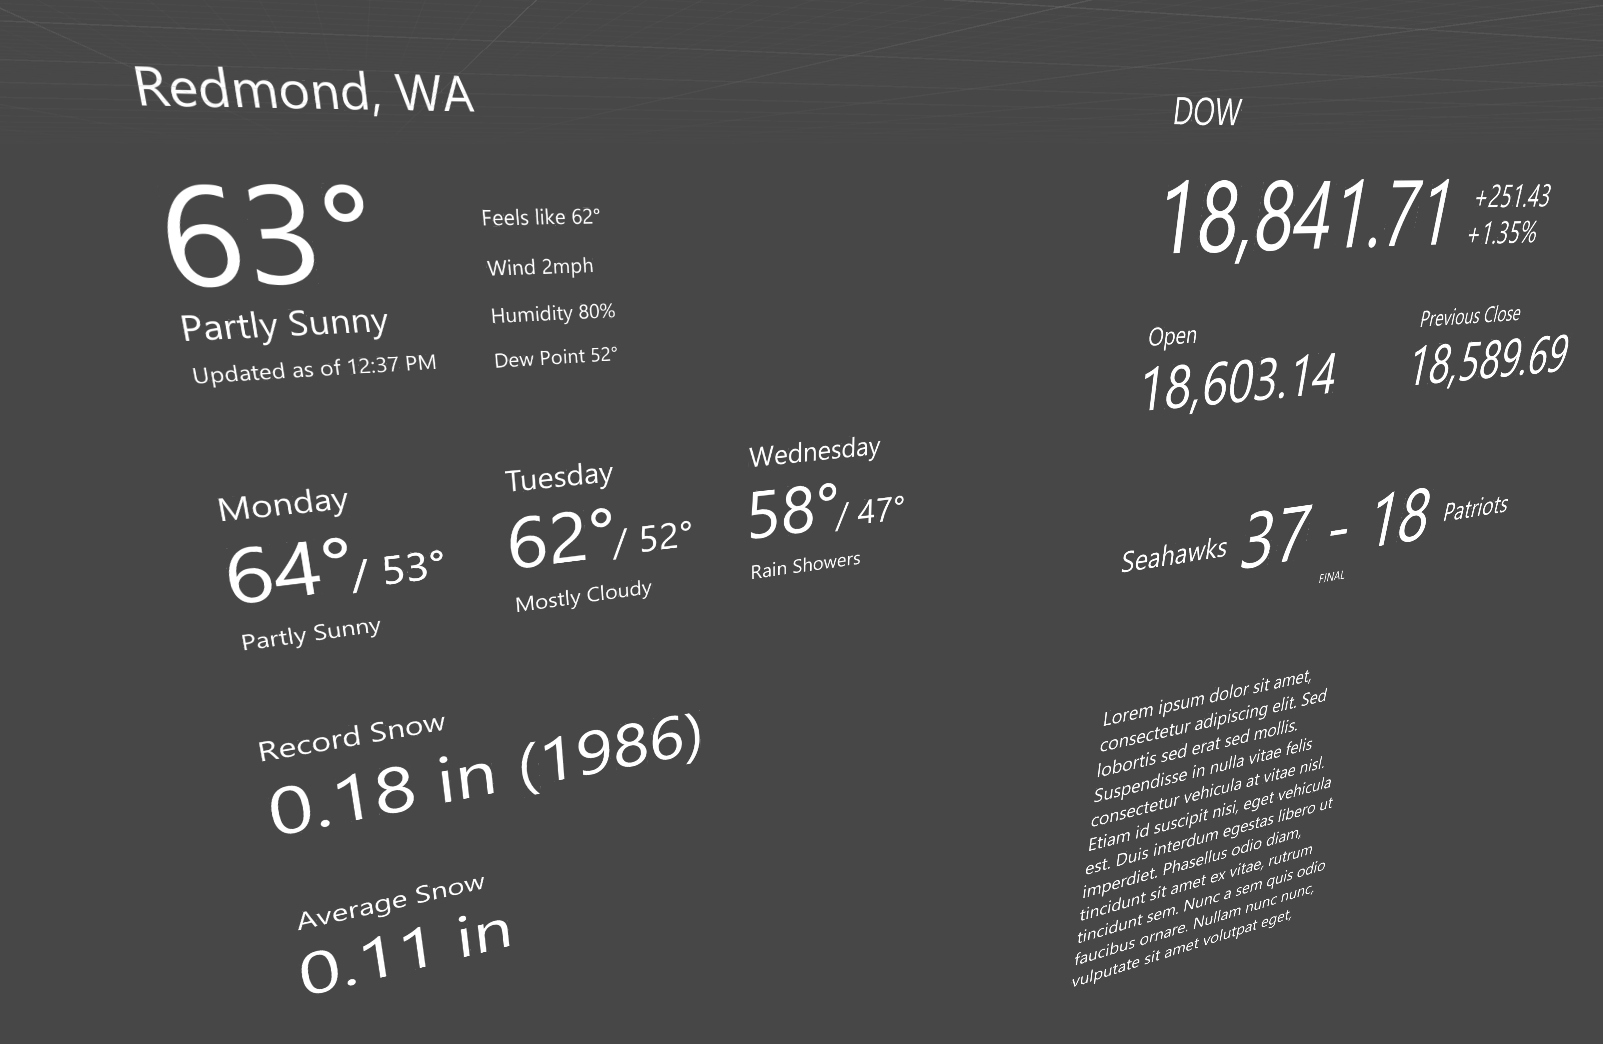 Redmond, WA
63°
Partly Sunny
Updated as of 12:37 PM
Feels like 62°
Wind 2mph
Humidity 80%
Dew Point 52°
Monday
64°/ 53°
Partly Sunny
Tuesday
62°/ 52°
Mostly Cloudy
Wednesday
58°/ 47°
Rain Showers
Record Snow
0.18 in (1986)
Average Snow
0.11 in
DOW
18,841.71
+251.43
+1.35%
Open
18,603.14
Previous Close
18,589.69
Seahawks 37 - 18 Patriots
FINAL
Lorem ipsum dolor sit amet,
consectetur adipiscing elit. Sed
lobortis sed erat sed mollis.
Suspendisse in nulla vitae felis
consectetur vehicula at vitae nisl.
Etiam id suscipit nisi, eget vehicula
est. Duis interdum egestas libero ut
imperdiet. Phasellus odio diam,
tincidunt sit amet ex vitae, rutrum
tincidunt sem. Nunc a sem quis odio
faucibus ornare. Nullam nunc nunc,
vulputate sit amet volutpat eget,